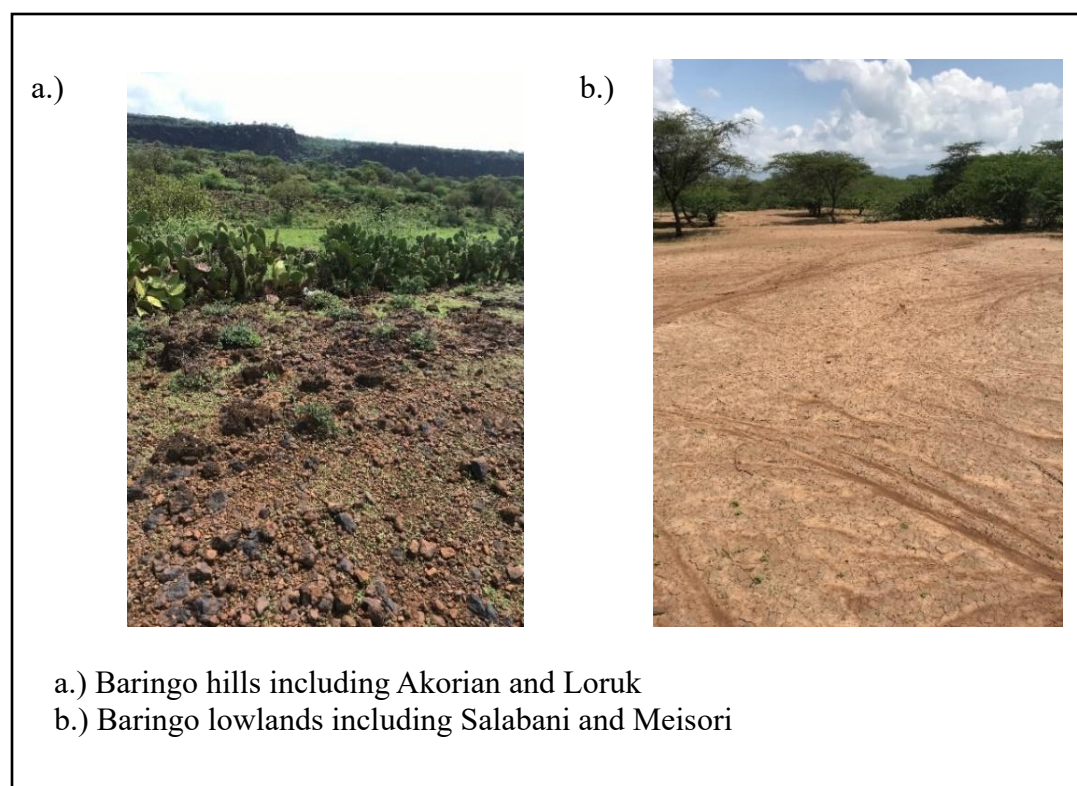 a.)
b.)
a.) Baringo hills including Akorian and Loruk
b.) Baringo lowlands including Salabani and Meisori